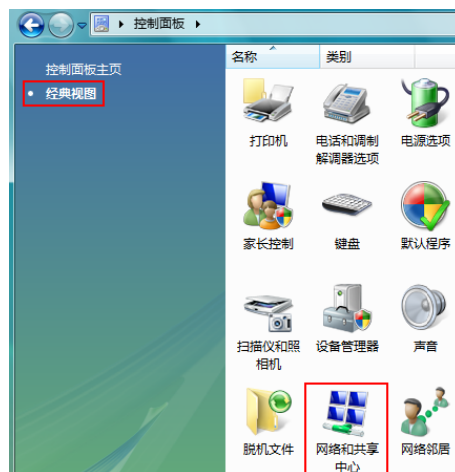 控制面板
名称 类别
控制面板主页
经典视图
打印机 电话和调制 电源选项
解调器选项
家长控制 键盘 默认程序
扫描仪和照 设备管理器 声音
相机
脱机文件 网络和共享 网络邻居
中心